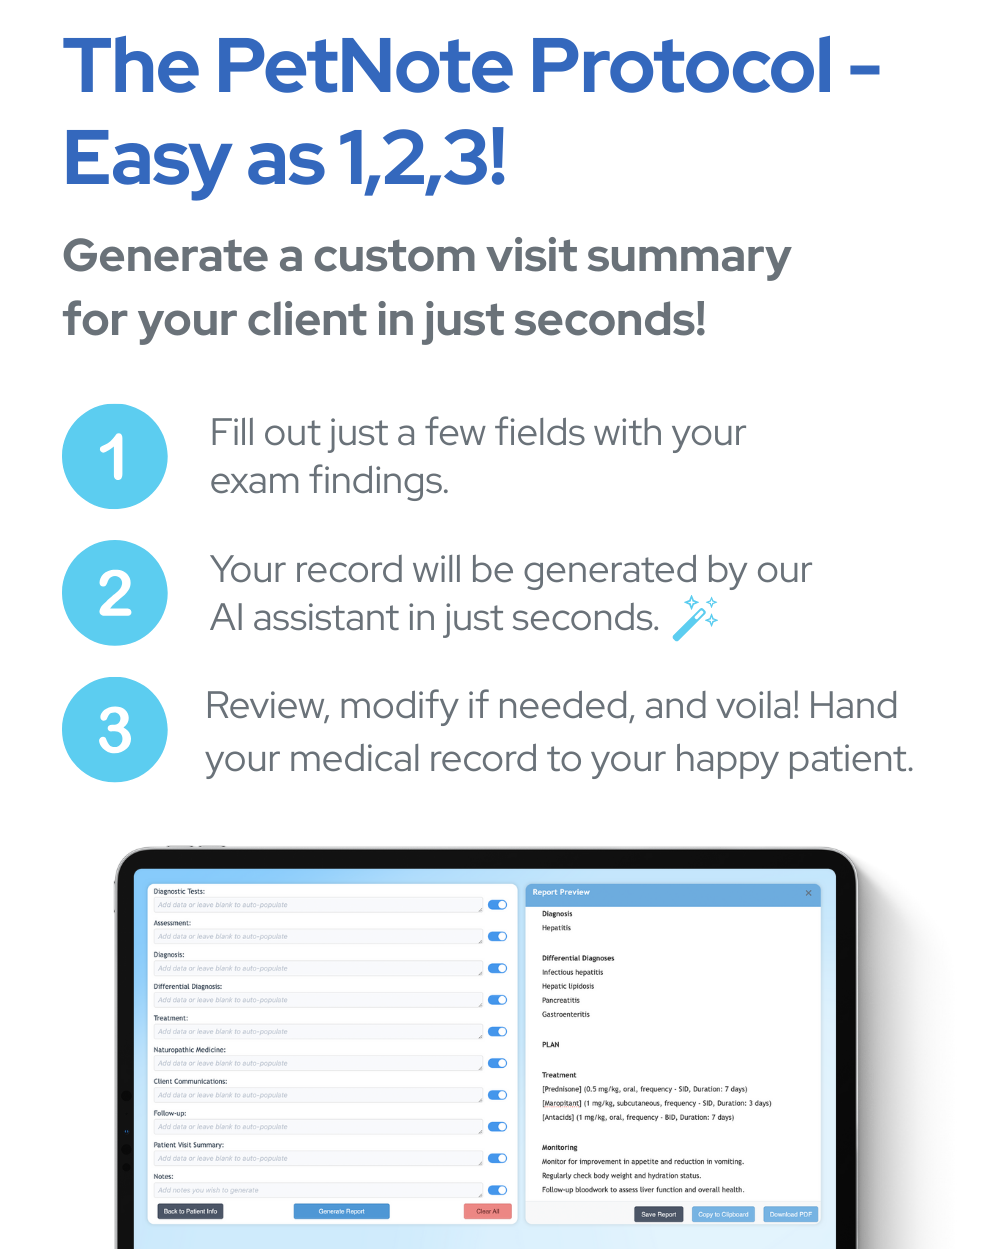 The PetNote Protocol -
Easy as 1,2,3!
Generate a custom visit summary
for your client in just seconds!
1
Fill out just a few fields with your
exam findings.
2
Your record will be generated by our
AI assistant in just seconds.
3
Review, modify if needed, and voila! Hand
your medical record to your happy patient.
Diagnostic Tests:
Add data or leave blank to auto-populate
Assessment:
Add data or leave blank to auto-populate
Diagnosis:
Add data or leave blank to auto-populate
Differential Diagnosis:
Add data or leave blank to auto-populate
Treatment:
Add data or leave blank to auto-populate
Naturopathic Medicine:
Add data or leave blank to auto-populate
Client Communications:
Add data or leave blank to auto-populate
Follow-up:
Add data or leave blank to auto-populate
Patient Visit Summary:
Add data or leave blank to auto-populate
Notes:
Add notes you wish to generate
Back to Patient Info
Generate Report
Clear All
Report Preview
Diagnosis
Hepatitis
Differential Diagnoses
Infectious hepatitis
Hepatic lipidosis
Pancreatitis
Gastroenteritis
PLAN
Treatment
[Prednisone] (0.5 mg/kg, oral, frequency - SID, Duration: 7 days)
[Maropitant] (1 mg/kg, subcutaneous, frequency - SID, Duration: 3 days)
[Antacids] (1 mg/kg, oral, frequency - BID, Duration: 7 days)
Monitoring
Monitor for improvement in appetite and reduction in vomiting.
Regularly check body weight and hydration status.
Follow-up bloodwork to assess liver function and overall health.
Save Report
Copy to Clipboard
Download PDF